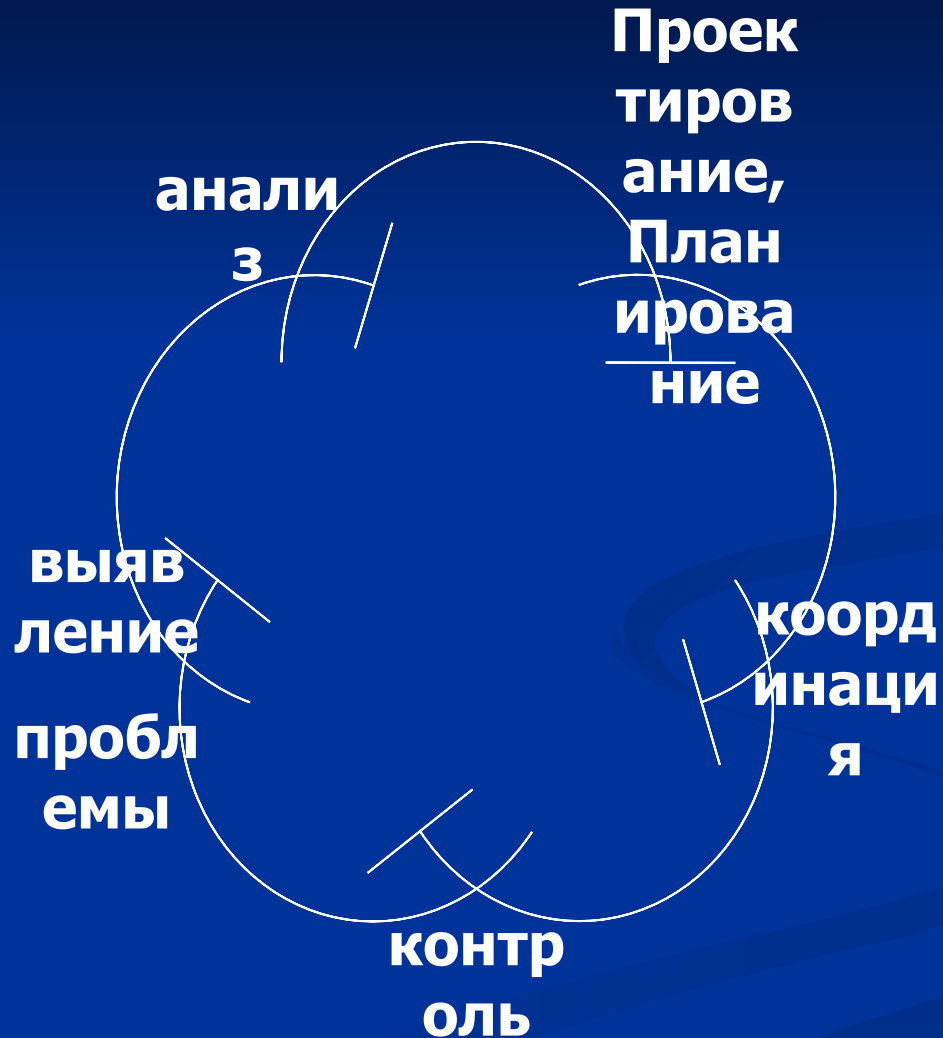 Проек
тиров
ание,
План
ирова
ние
анали
з
выяв
ление
пробл
емы
коорд
инаци
я
контр
оль